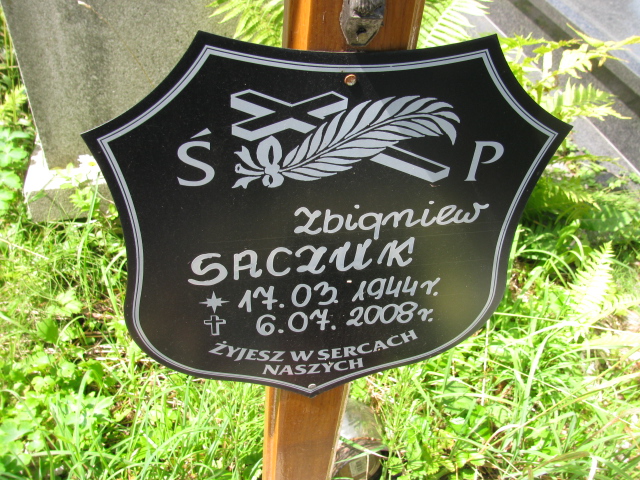 Ś P
Zbigniew
SACZUK
17.03.1944r.
6.07.2008r.
ŻYJESZ W SERCACH
NASZYCH